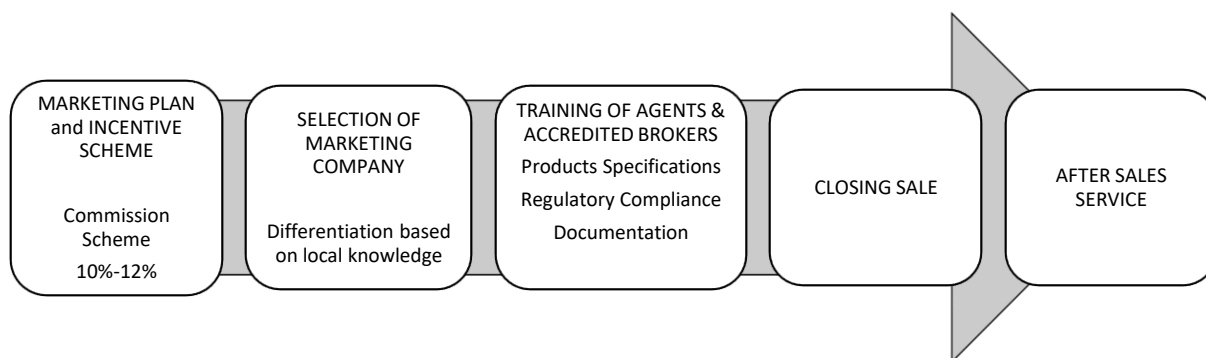 MARKETING PLAN
and INCENTIVE
SCHEME
Commission
Scheme
10%-12%
SELECTION OF
MARKETING
COMPANY
Differentiation based
on local knowledge
TRAINING OF AGENTS &
ACCREDITED BROKERS
Products Specifications
Regulatory Compliance
Documentation
CLOSING SALE
AFTER SALES
SERVICE